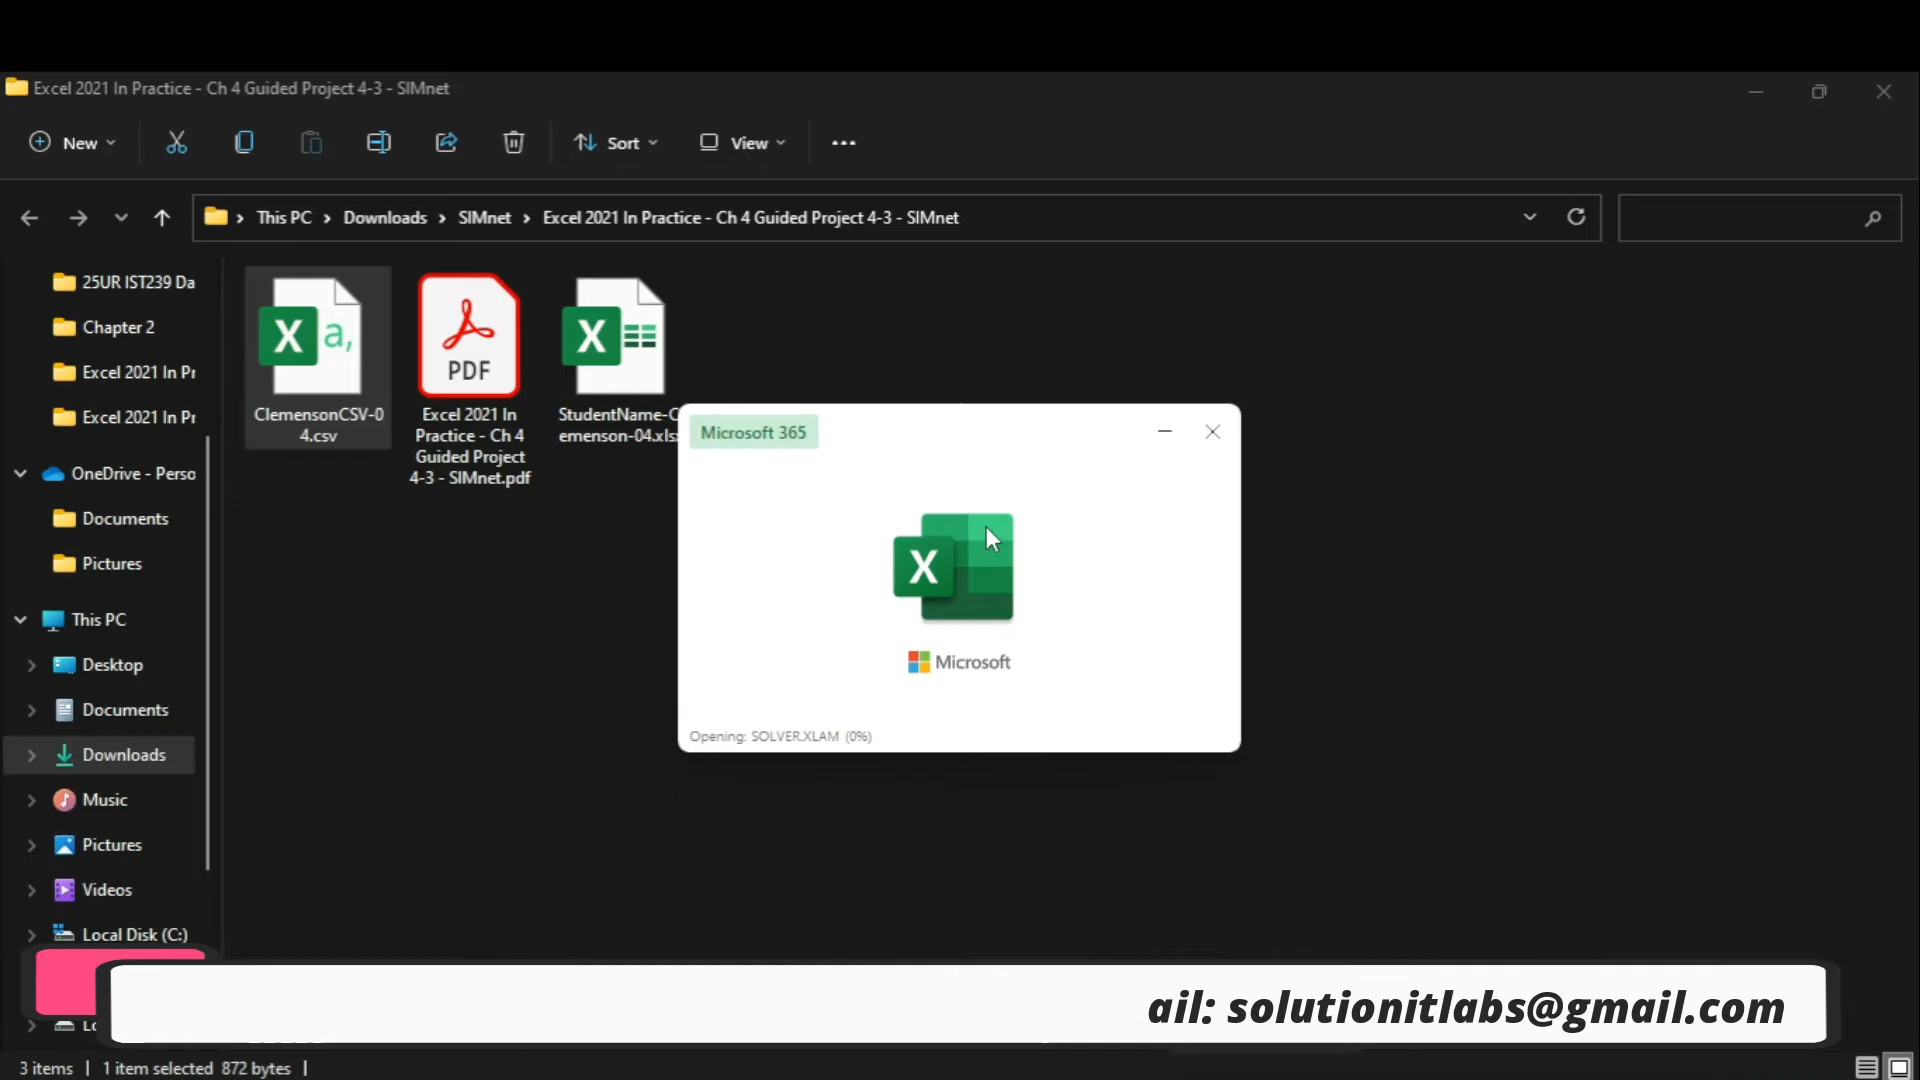 Excel 2021 In Practice - Ch 4 Guided Project 4-3 - SIMnet
New
Sort
View
This PC
Downloads
SIMnet
Excel 2021 In Practice - Ch 4 Guided Project 4-3 - SIMnet
25UR IST239 Da
Chapter 2
Excel 2021 In Pr
Excel 2021 In Pr
OneDrive - Perso
Documents
Pictures
This PC
Desktop
Documents
Downloads
Music
Pictures
Videos
Local Disk (C:)
Lo
X a,
ClemensonCSV-0
4.csv
PDF
Excel 2021 In
Practice - Ch 4
Guided Project
4-3 - SIMnet.pdf
X
StudentName-C
emenson-04.xls
Microsoft 365
X
Microsoft
Opening: SOLVER.XLAM (0%)
ail: solutionitlabs@gmail.com
3 items
1 item selected 872 bytes